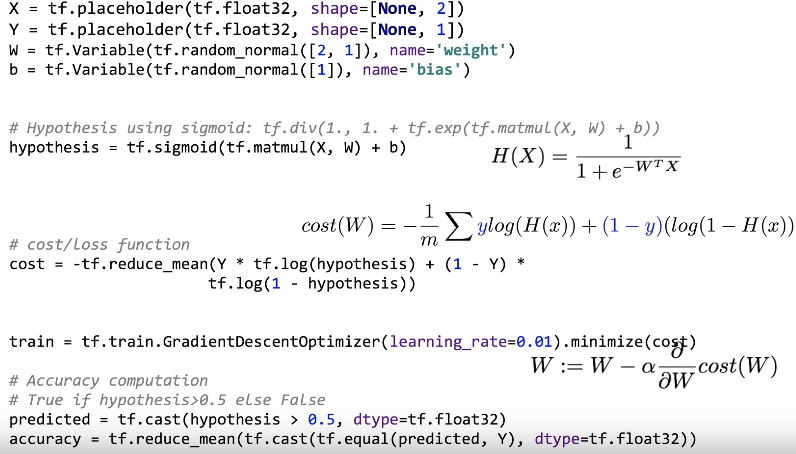 X = tf.placeholder(tf.float32, shape=[None, 2])
Y = tf.placeholder(tf.float32, shape=[None, 1])
W = tf.Variable(tf.random_normal([2, 1]), name='weight')
b = tf.Variable(tf.random_normal([1]), name='bias')
# Hypothesis using sigmoid: tf.div(1., 1. + tf.exp(tf.matmul(X, W) + b))
hypothesis = tf.sigmoid(tf.matmul(X, W) + b)
H(X) = \frac{1}{1 + e^{-W^T X}}
cost(W) = -\frac{1}{m} \sum ylog(H(x)) + (1 - y)(log(1 - H(x))
# cost/loss function
cost = -tf.reduce_mean(Y * tf.log(hypothesis) + (1 - Y) *
tf.log(1 - hypothesis))
train = tf.train.GradientDescentOptimizer(learning_rate=0.01).minimize(cost)
W := W - α\frac{∂}{∂W}cost(W)
# Accuracy computation
# True if hypothesis>0.5 else False
predicted = tf.cast(hypothesis > 0.5, dtype=tf.float32)
accuracy = tf.reduce_mean(tf.cast(tf.equal(predicted, Y), dtype=tf.float32))